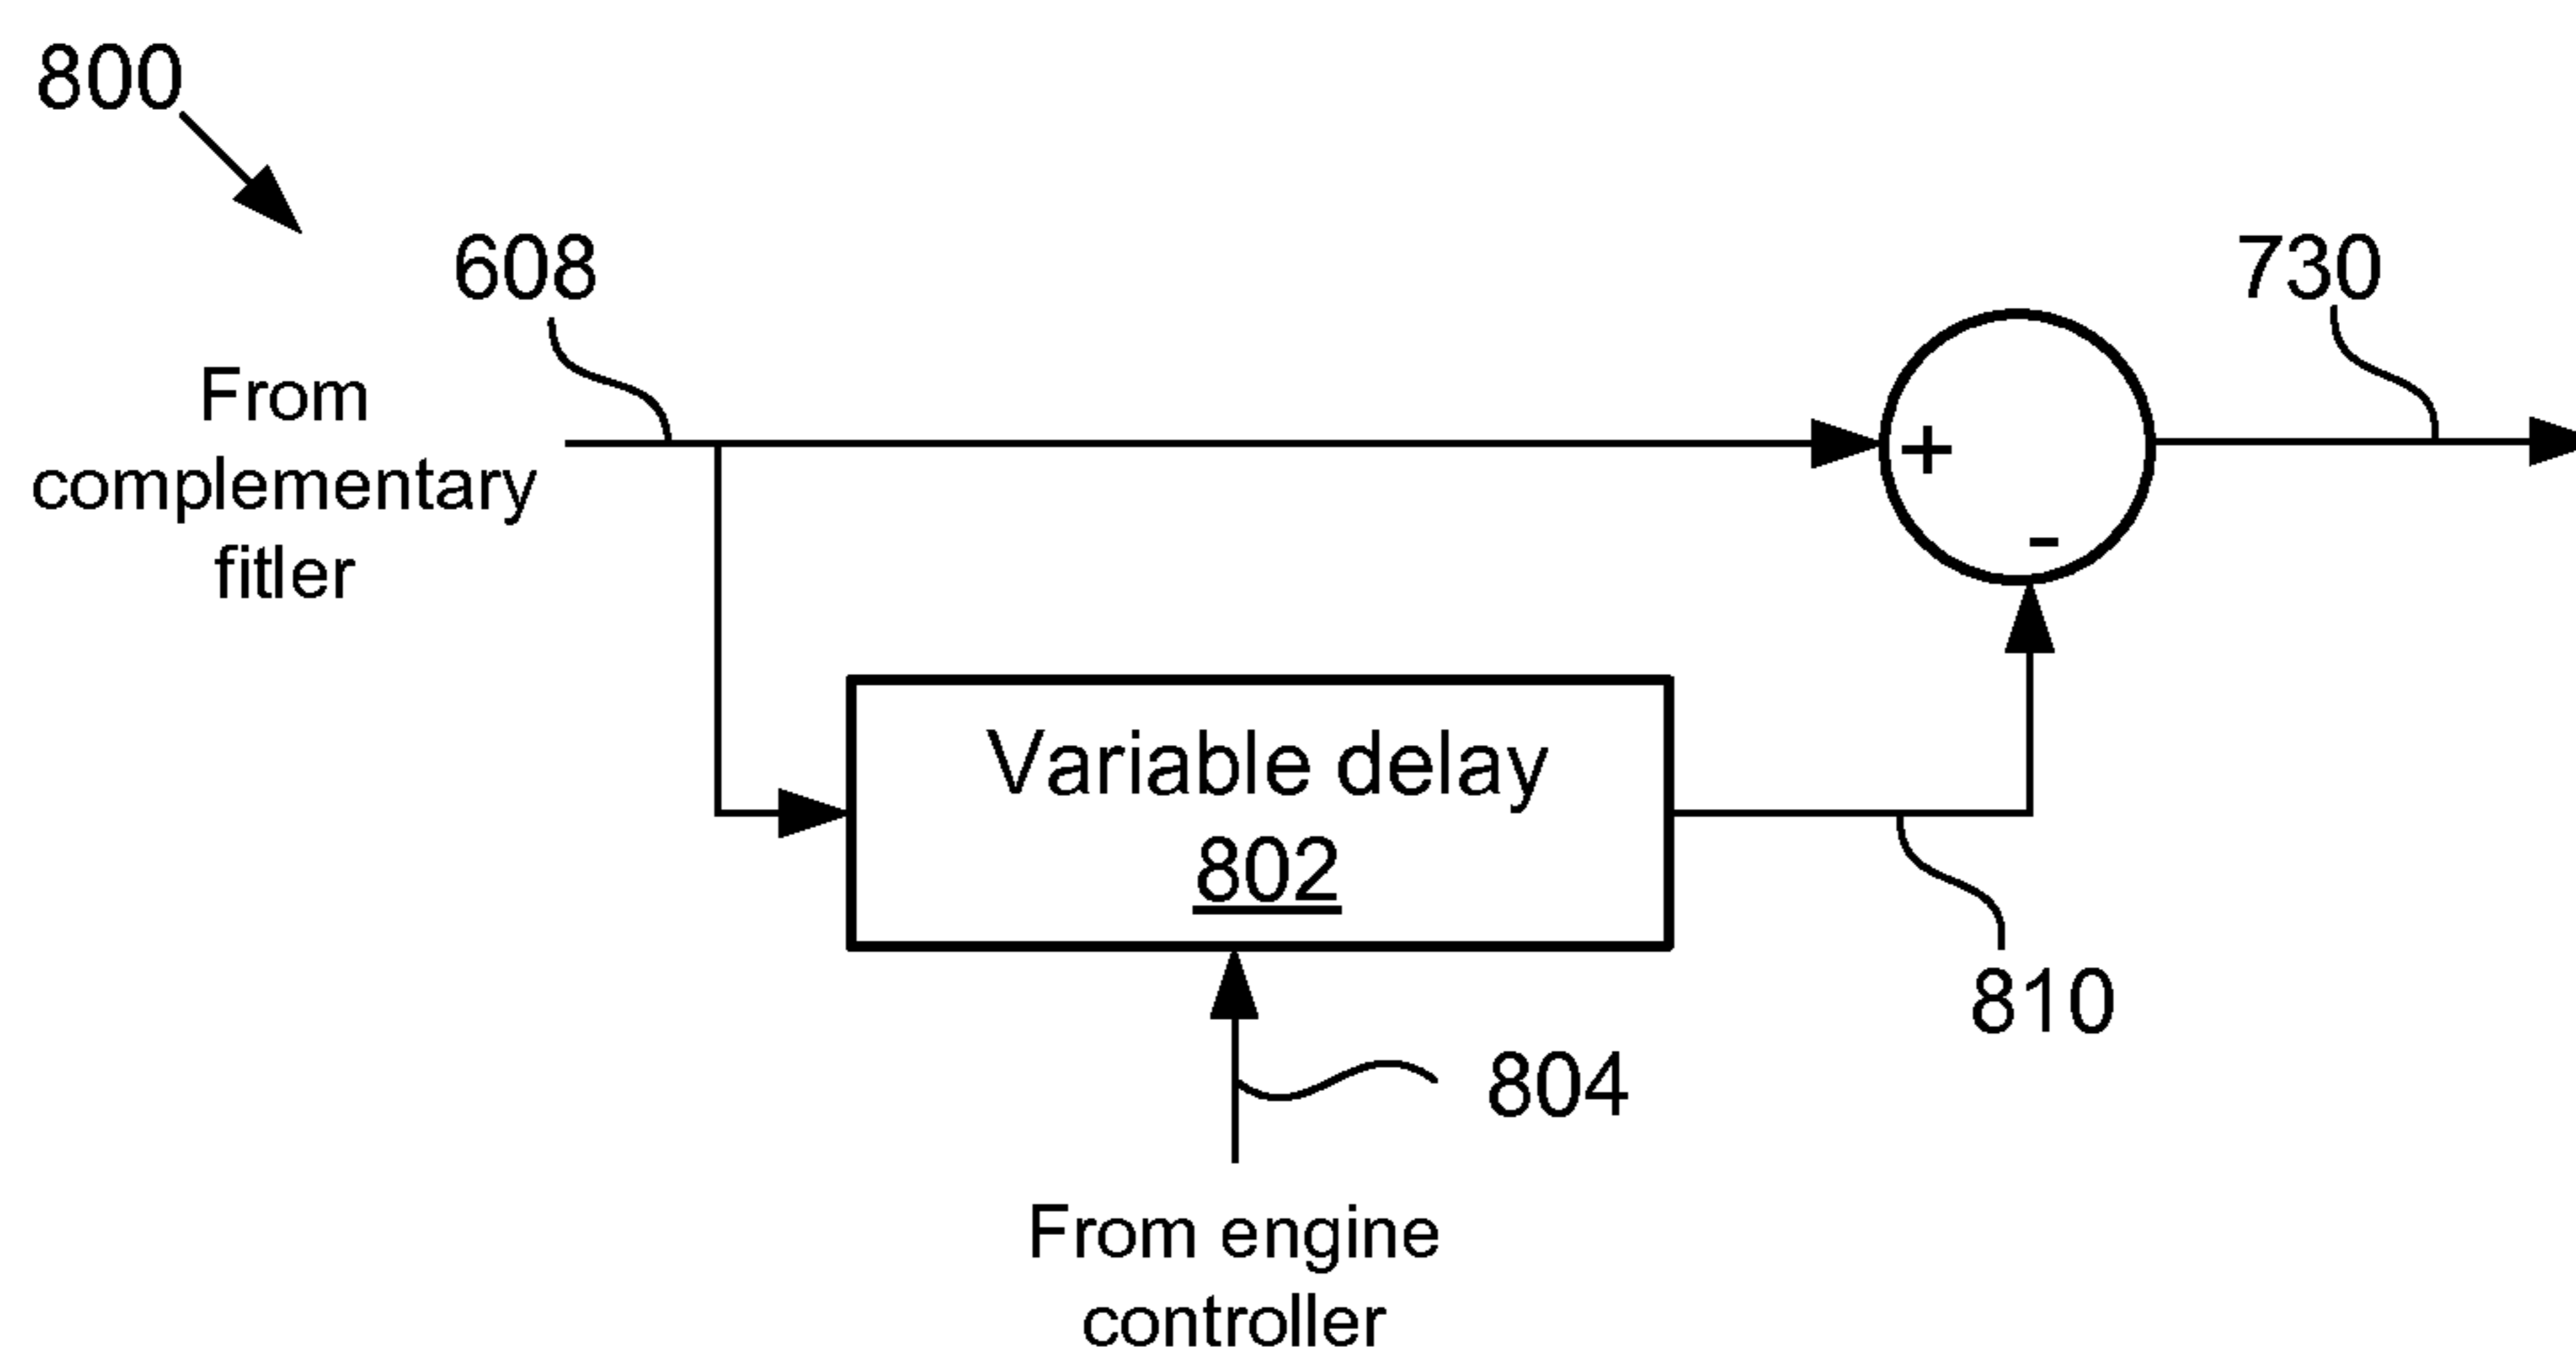 800
608
730
From
complementary
fitler
+
-
Variable delay
802
810
804
From engine
controller